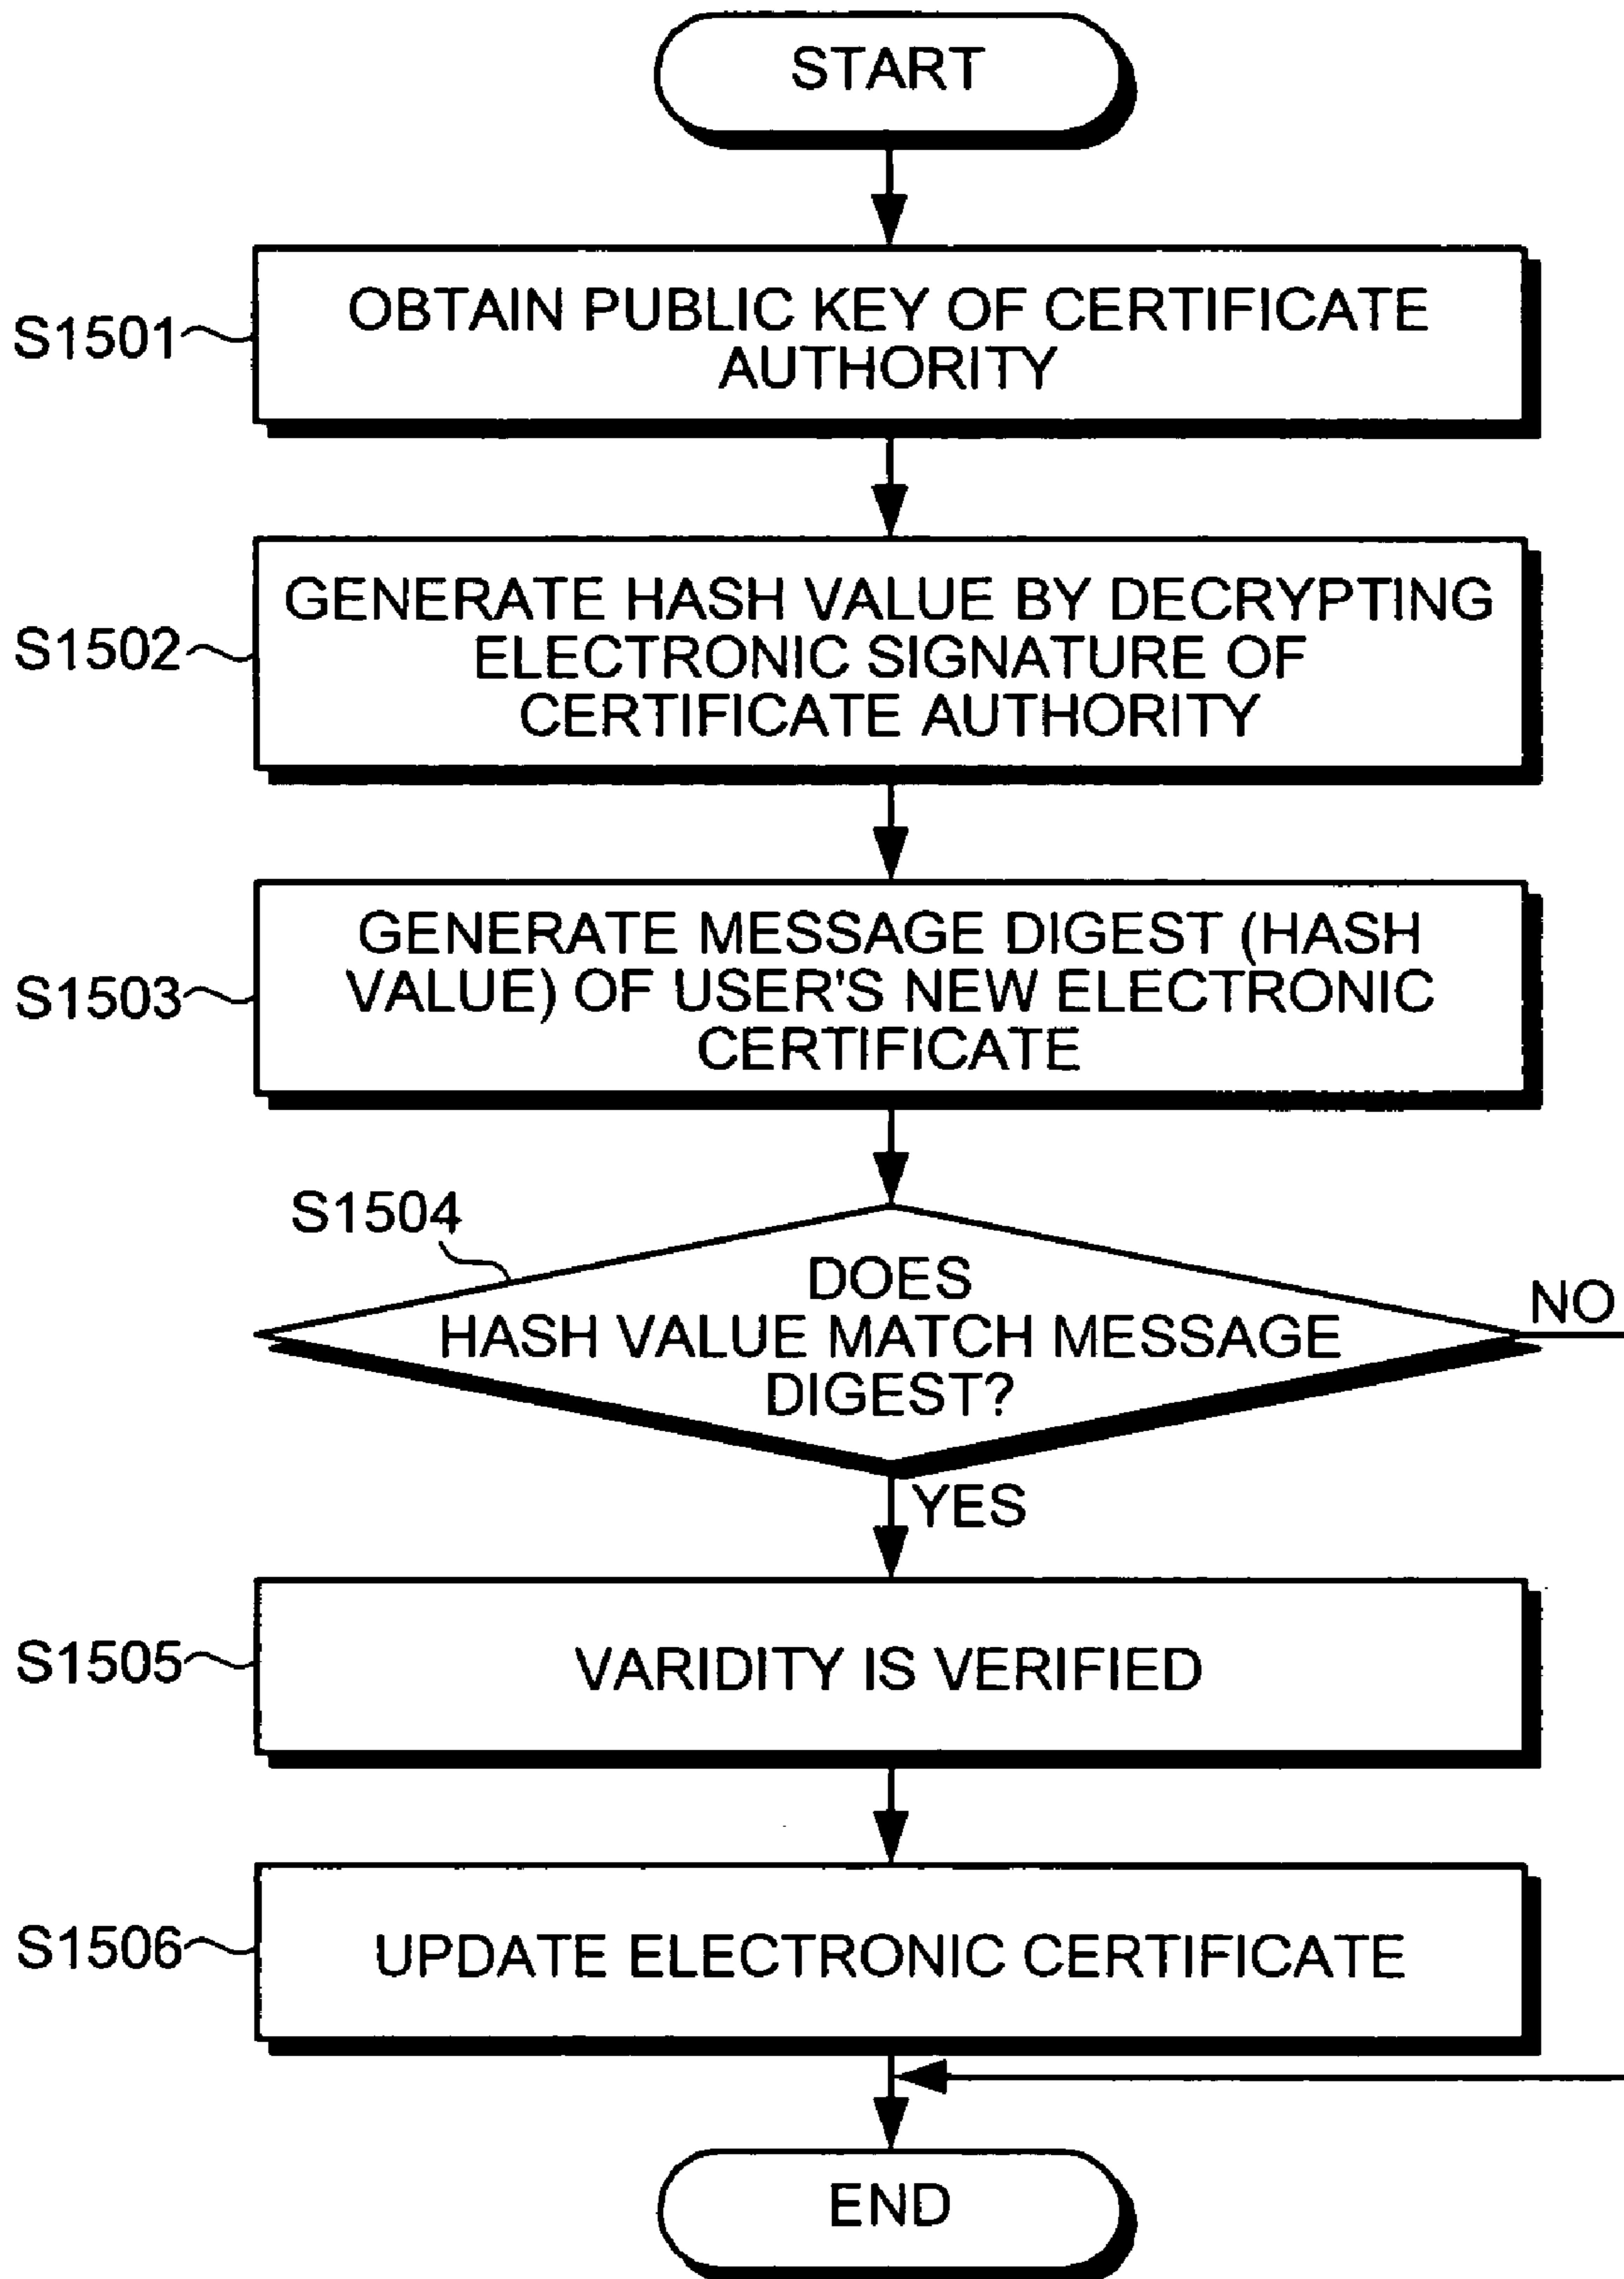 START
S1501
OBTAIN PUBLIC KEY OF CERTIFICATE
AUTHORITY
S1502
GENERATE HASH VALUE BY DECRYPTING
ELECTRONIC SIGNATURE OF
CERTIFICATE AUTHORITY
S1503
GENERATE MESSAGE DIGEST (HASH
VALUE) OF USER'S NEW ELECTRONIC
CERTIFICATE
S1504
DOES
HASH VALUE MATCH MESSAGE
DIGEST?
NO
YES
S1505
VARIDITY IS VERIFIED
S1506
UPDATE ELECTRONIC CERTIFICATE
END